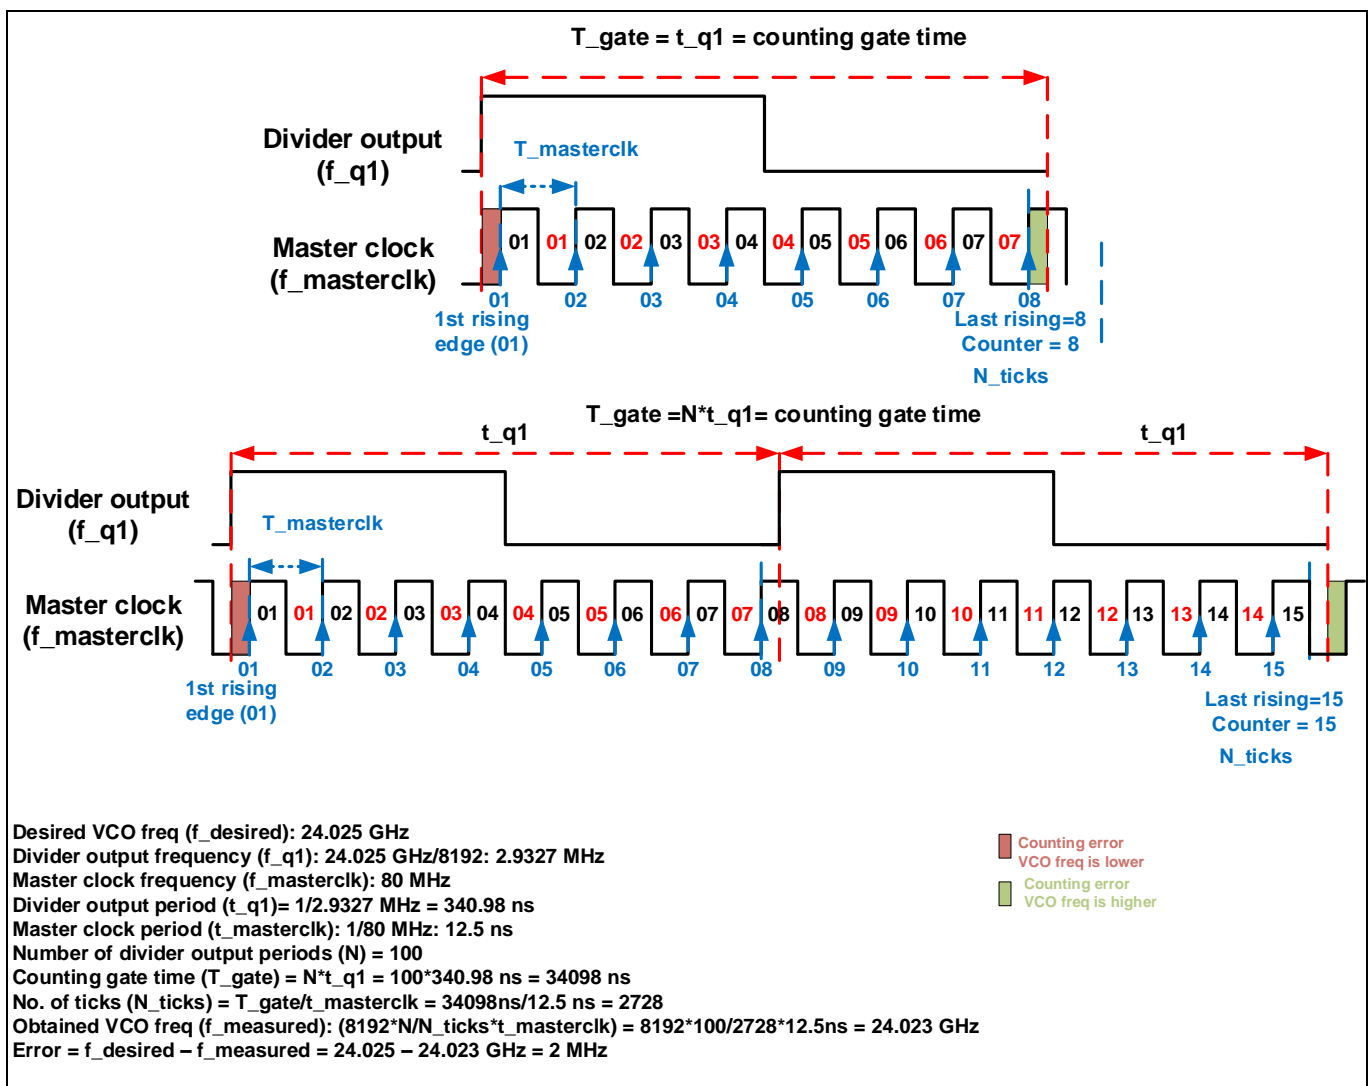 T_gate = t_q1 = counting gate time
Divider output
(f_q1)
T_masterclk
Master clock
(f_masterclk)
01 01 02 02 03 03 04 04 05 05 06 06 07 07
01 02 03 04 05 06 07 08
1st rising
edge (01)
Last rising=8
Counter = 8
N_ticks
T_gate =N*t_q1= counting gate time
t_q1 t_q1
Divider output
(f_q1)
T_masterclk
Master clock
(f_masterclk)
01 01 02 02 03 03 04 04 05 05 06 06 07 07 08 08 09 09 10 10 11 11 12 12 13 13 14 14 15
01 02 03 04 05 06 07 08 09 10 11 12 13 14 15
1st rising
edge (01)
Last rising=15
Counter = 15
N_ticks
Desired VCO freq (f_desired): 24.025 GHz
Divider output frequency (f_q1): 24.025 GHz/8192: 2.9327 MHz
Master clock frequency (f_masterclk): 80 MHz
Divider output period (t_q1)= 1/2.9327 MHz = 340.98 ns
Master clock period (t_masterclk): 1/80 MHz: 12.5 ns
Number of divider output periods (N) = 100
Counting gate time (T_gate) = N*t_q1 = 100*340.98 ns = 34098 ns
No. of ticks (N_ticks) = T_gate/t_masterclk = 34098ns/12.5 ns = 2728
Obtained VCO freq (f_measured): (8192*N/N_ticks*t_masterclk) = 8192*100/2728*12.5ns = 24.023 GHz
Error = f_desired – f_measured = 24.025 – 24.023 GHz = 2 MHz
Counting error
VCO freq is lower
Counting error
VCO freq is higher